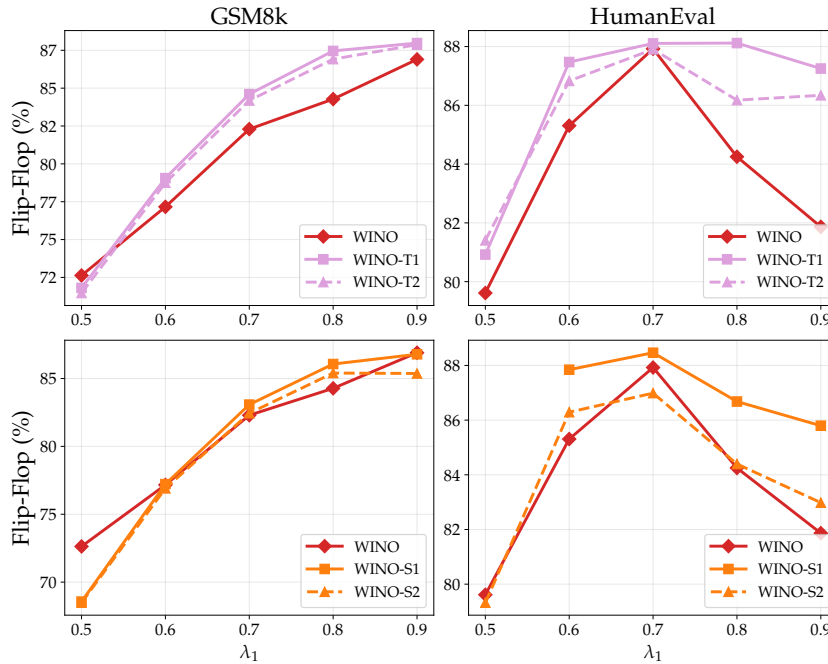 GSM8k
HumanEval
Flip-Flop (%)
87
85
82
80
77
75
72
0.5 0.6 0.7 0.8 0.9
WINO
WINO-T1
WINO-T2
88
86
84
82
80
0.5 0.6 0.7 0.8 0.9
WINO
WINO-T1
WINO-T2
Flip-Flop (%)
85
80
75
70
0.5 0.6 0.7 0.8 0.9
λ1
WINO
WINO-S1
WINO-S2
88
86
84
82
80
0.5 0.6 0.7 0.8 0.9
λ1
WINO
WINO-S1
WINO-S2